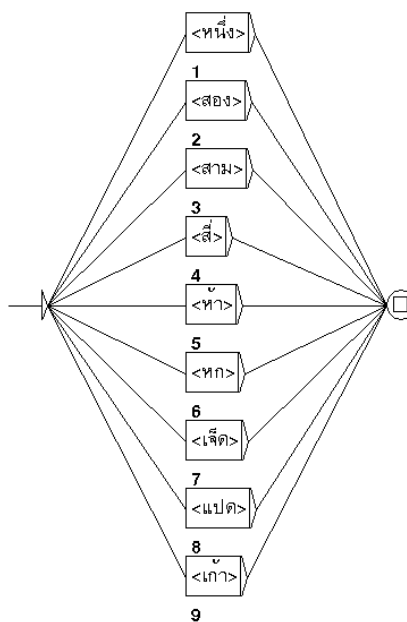 <หนึ่ง>
1
<สอง>
2
<สาม>
3
<สี่>
4
<ห้า>
5
<หก>
6
<เจ็ด>
7
<แปด>
8
<เก้า>
9